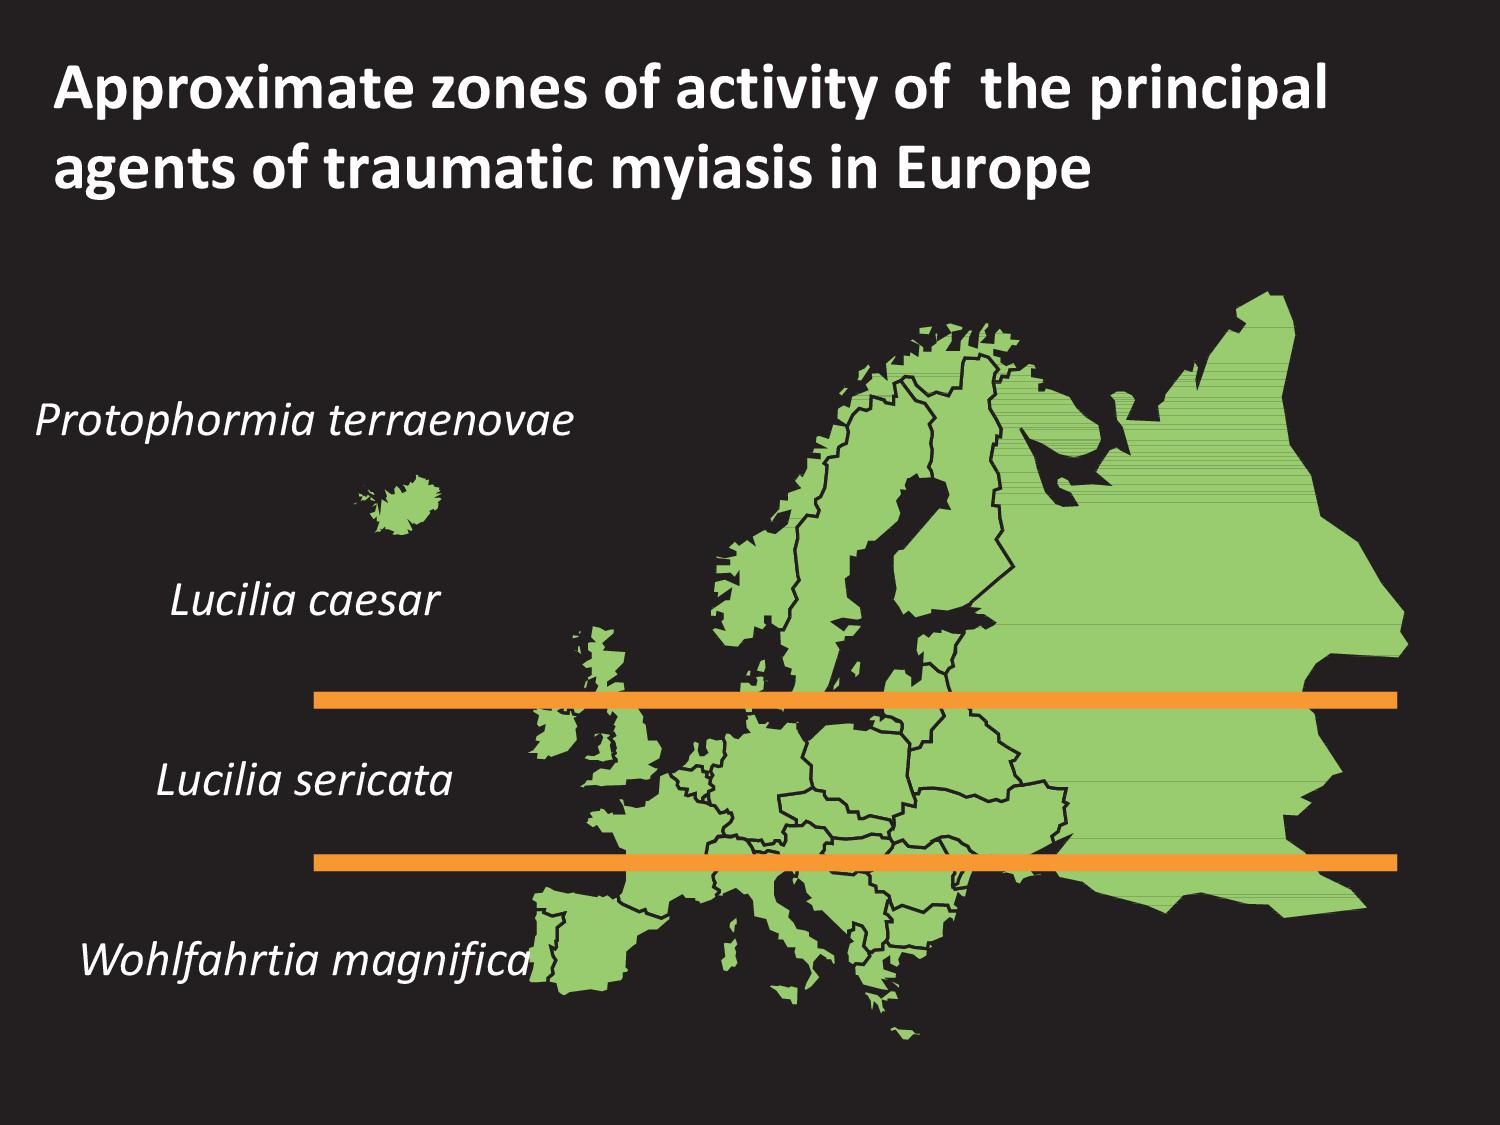 Approximate zones of activity of  the principal
agents of traumatic myiasis in Europe
Protophormia terraenovae
Lucilia caesar
Lucilia sericata
Wohlfahrtia magnifica